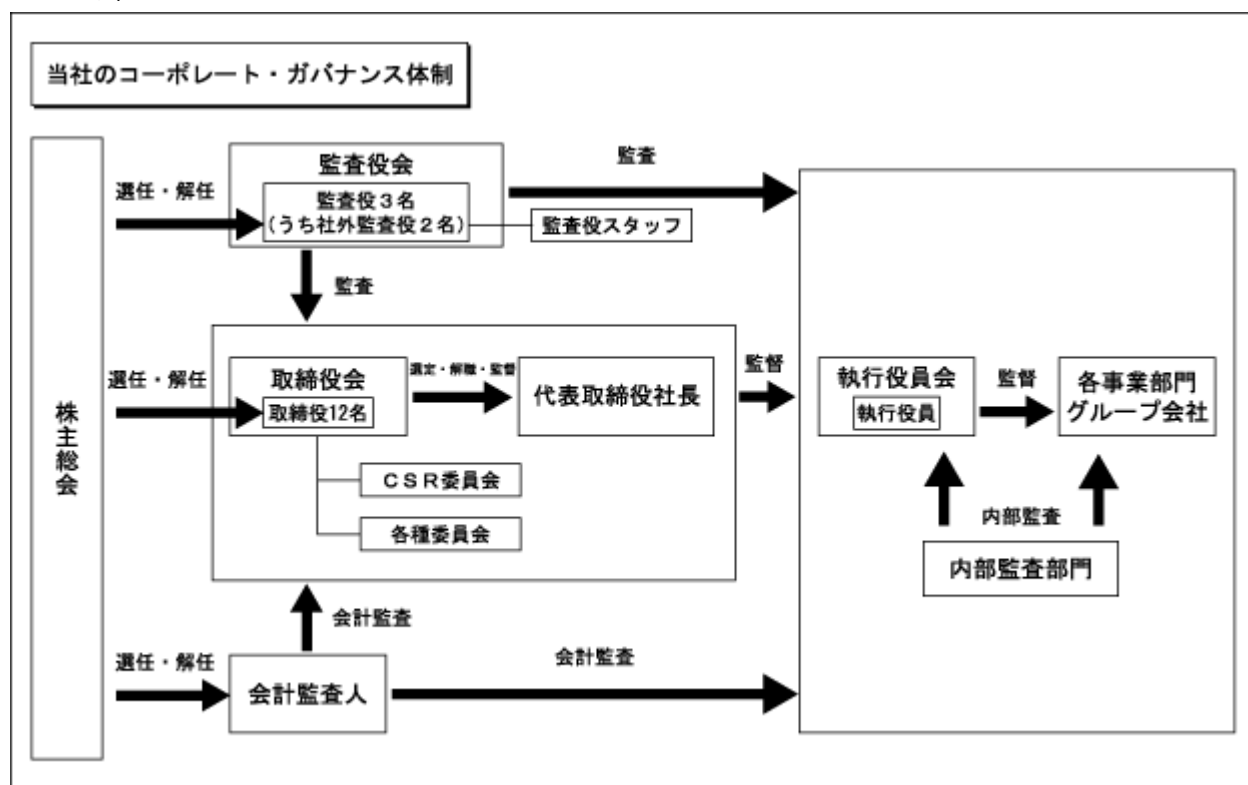 当社のコーポレート・ガバナンス体制
株主総会
選任・解任
監査役会
監査役３名
(うち社外監査役２名)
監査役スタッフ
監査
監査
選任・解任
取締役会
取締役12名
選定・解職・監督
代表取締役社長
ＣＳＲ委員会
各種委員会
監督
執行役員会
執行役員
監督
各事業部門
グループ会社
内部監査
内部監査部門
会計監査
選任・解任
会計監査人
会計監査